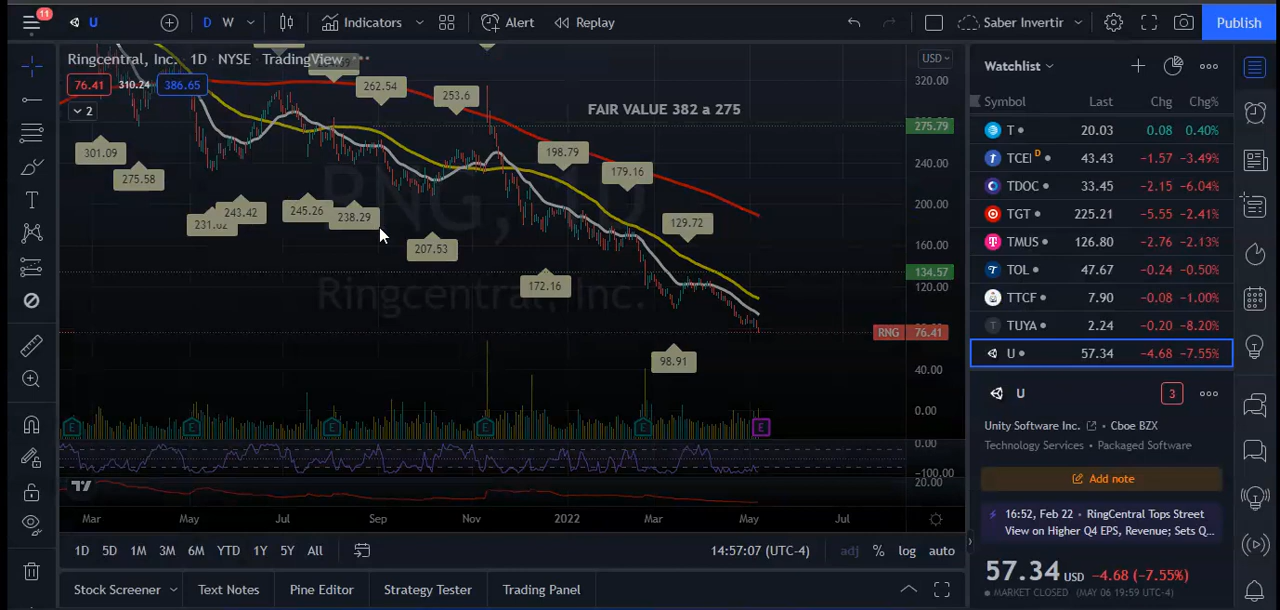 11
U
D W
Indicators
Alert
Replay
Saber Invertir
Publish
Ringcentral, Inc. · 1D · NYSE · TradingView
76.41 310.24 386.65
2
USD
320.00
240.00
200.00
160.00
120.00
40.00
0.00
0.00
−100.00
20.00
275.79
134.57
RNG 76.41
FAIR VALUE 382 a 275
RNG, 1D
Ringcentral, Inc.
301.09
275.58
231.02
243.42
245.26
238.29
262.54
253.6
207.53
198.79
172.16
179.16
129.72
98.91
E E E E E E
Mar May Jul Sep Nov 2022 Mar May Jul
1D 5D 1M 3M 6M YTD 1Y 5Y All
14:57:07 (UTC-4)
adj % log auto
Stock Screener
Text Notes
Pine Editor
Strategy Tester
Trading Panel
Watchlist
Symbol Last Chg Chg%
T 20.03 0.08 0.40%
TCEI D 43.43 −1.57 −3.49%
TDOC 33.45 −2.15 −6.04%
TGT 225.21 −5.55 −2.41%
TMUS 126.80 −2.76 −2.13%
TOL 47.67 −0.24 −0.50%
TTCF 7.90 −0.08 −1.00%
TUYA 2.24 −0.20 −8.20%
U 57.34 −4.68 −7.55%
U 3
Unity Software Inc. • Cboe BZX
Technology Services • Packaged Software
Add note
16:52, Feb 22 • RingCentral Tops Street
View on Higher Q4 EPS, Revenue; Sets Q...
57.34 USD −4.68 (−7.55%)
MARKET CLOSED (MAY 06 19:59 UTC-4)